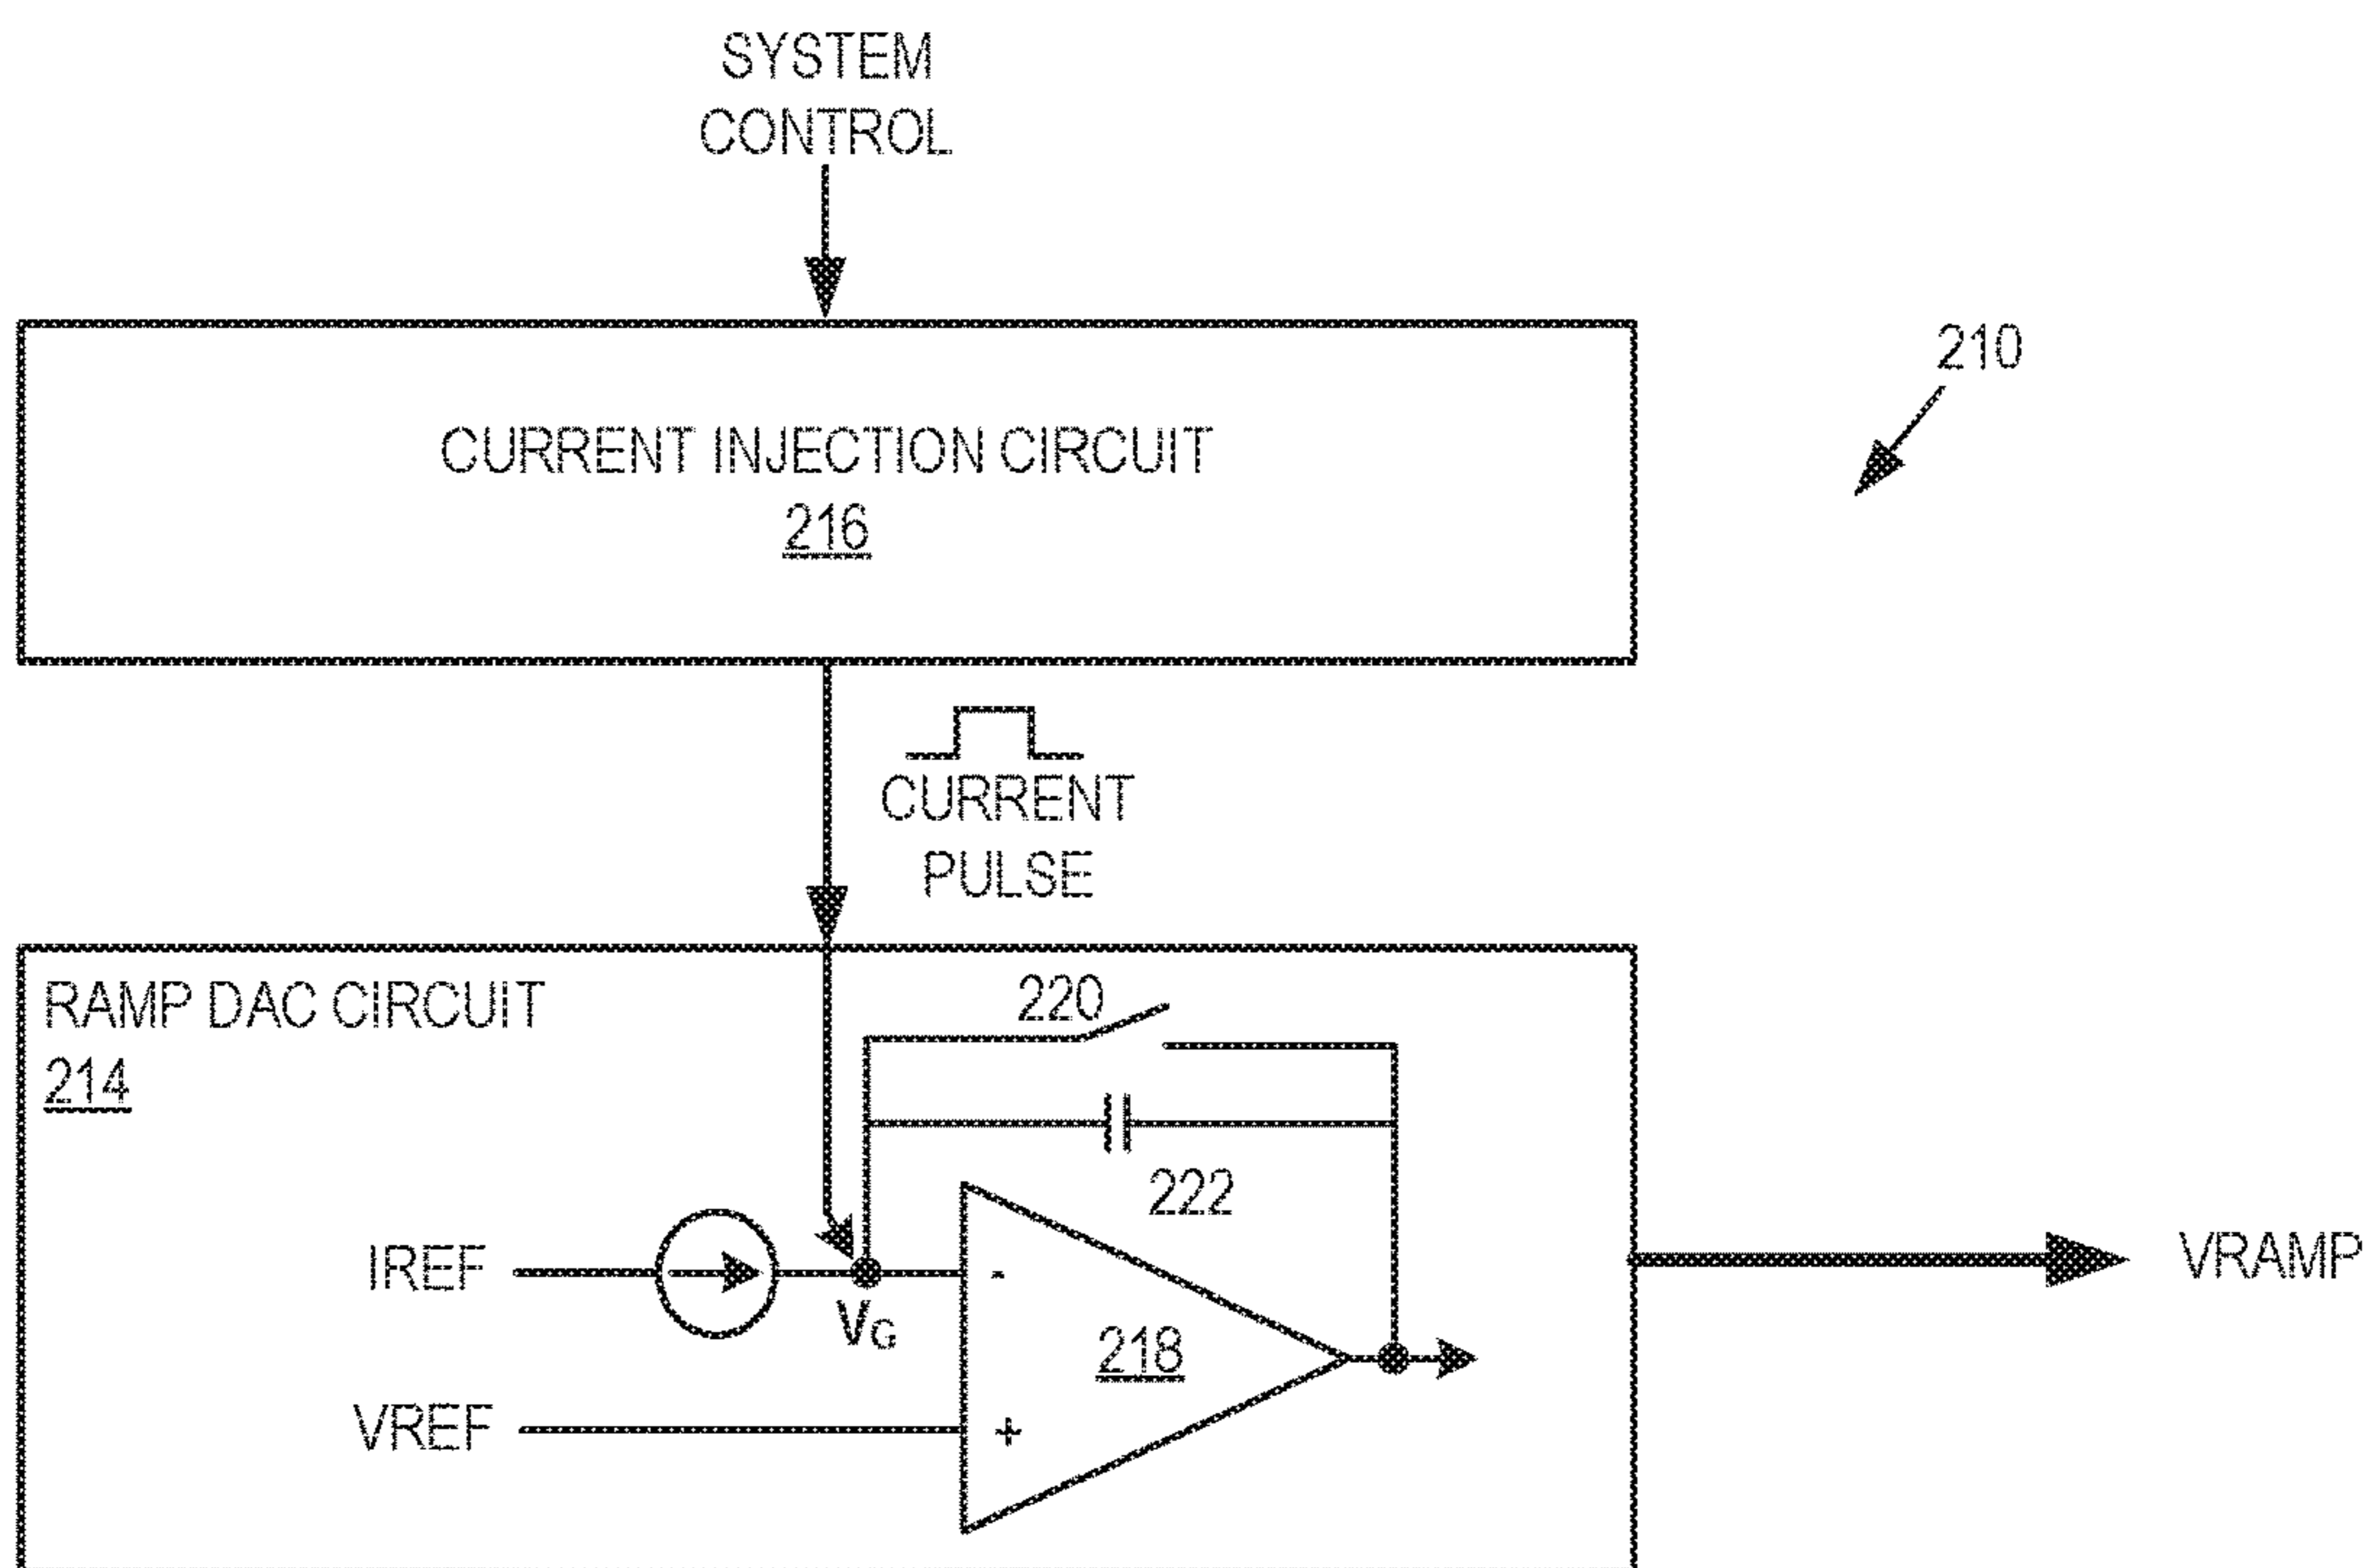 SYSTEM
CONTROL
210
CURRENT INJECTION CIRCUIT
216
CURRENT
PULSE
RAMP DAC CIRCUIT
214
220
222
IREF
VG
-
218
VREF
+
VRAMP